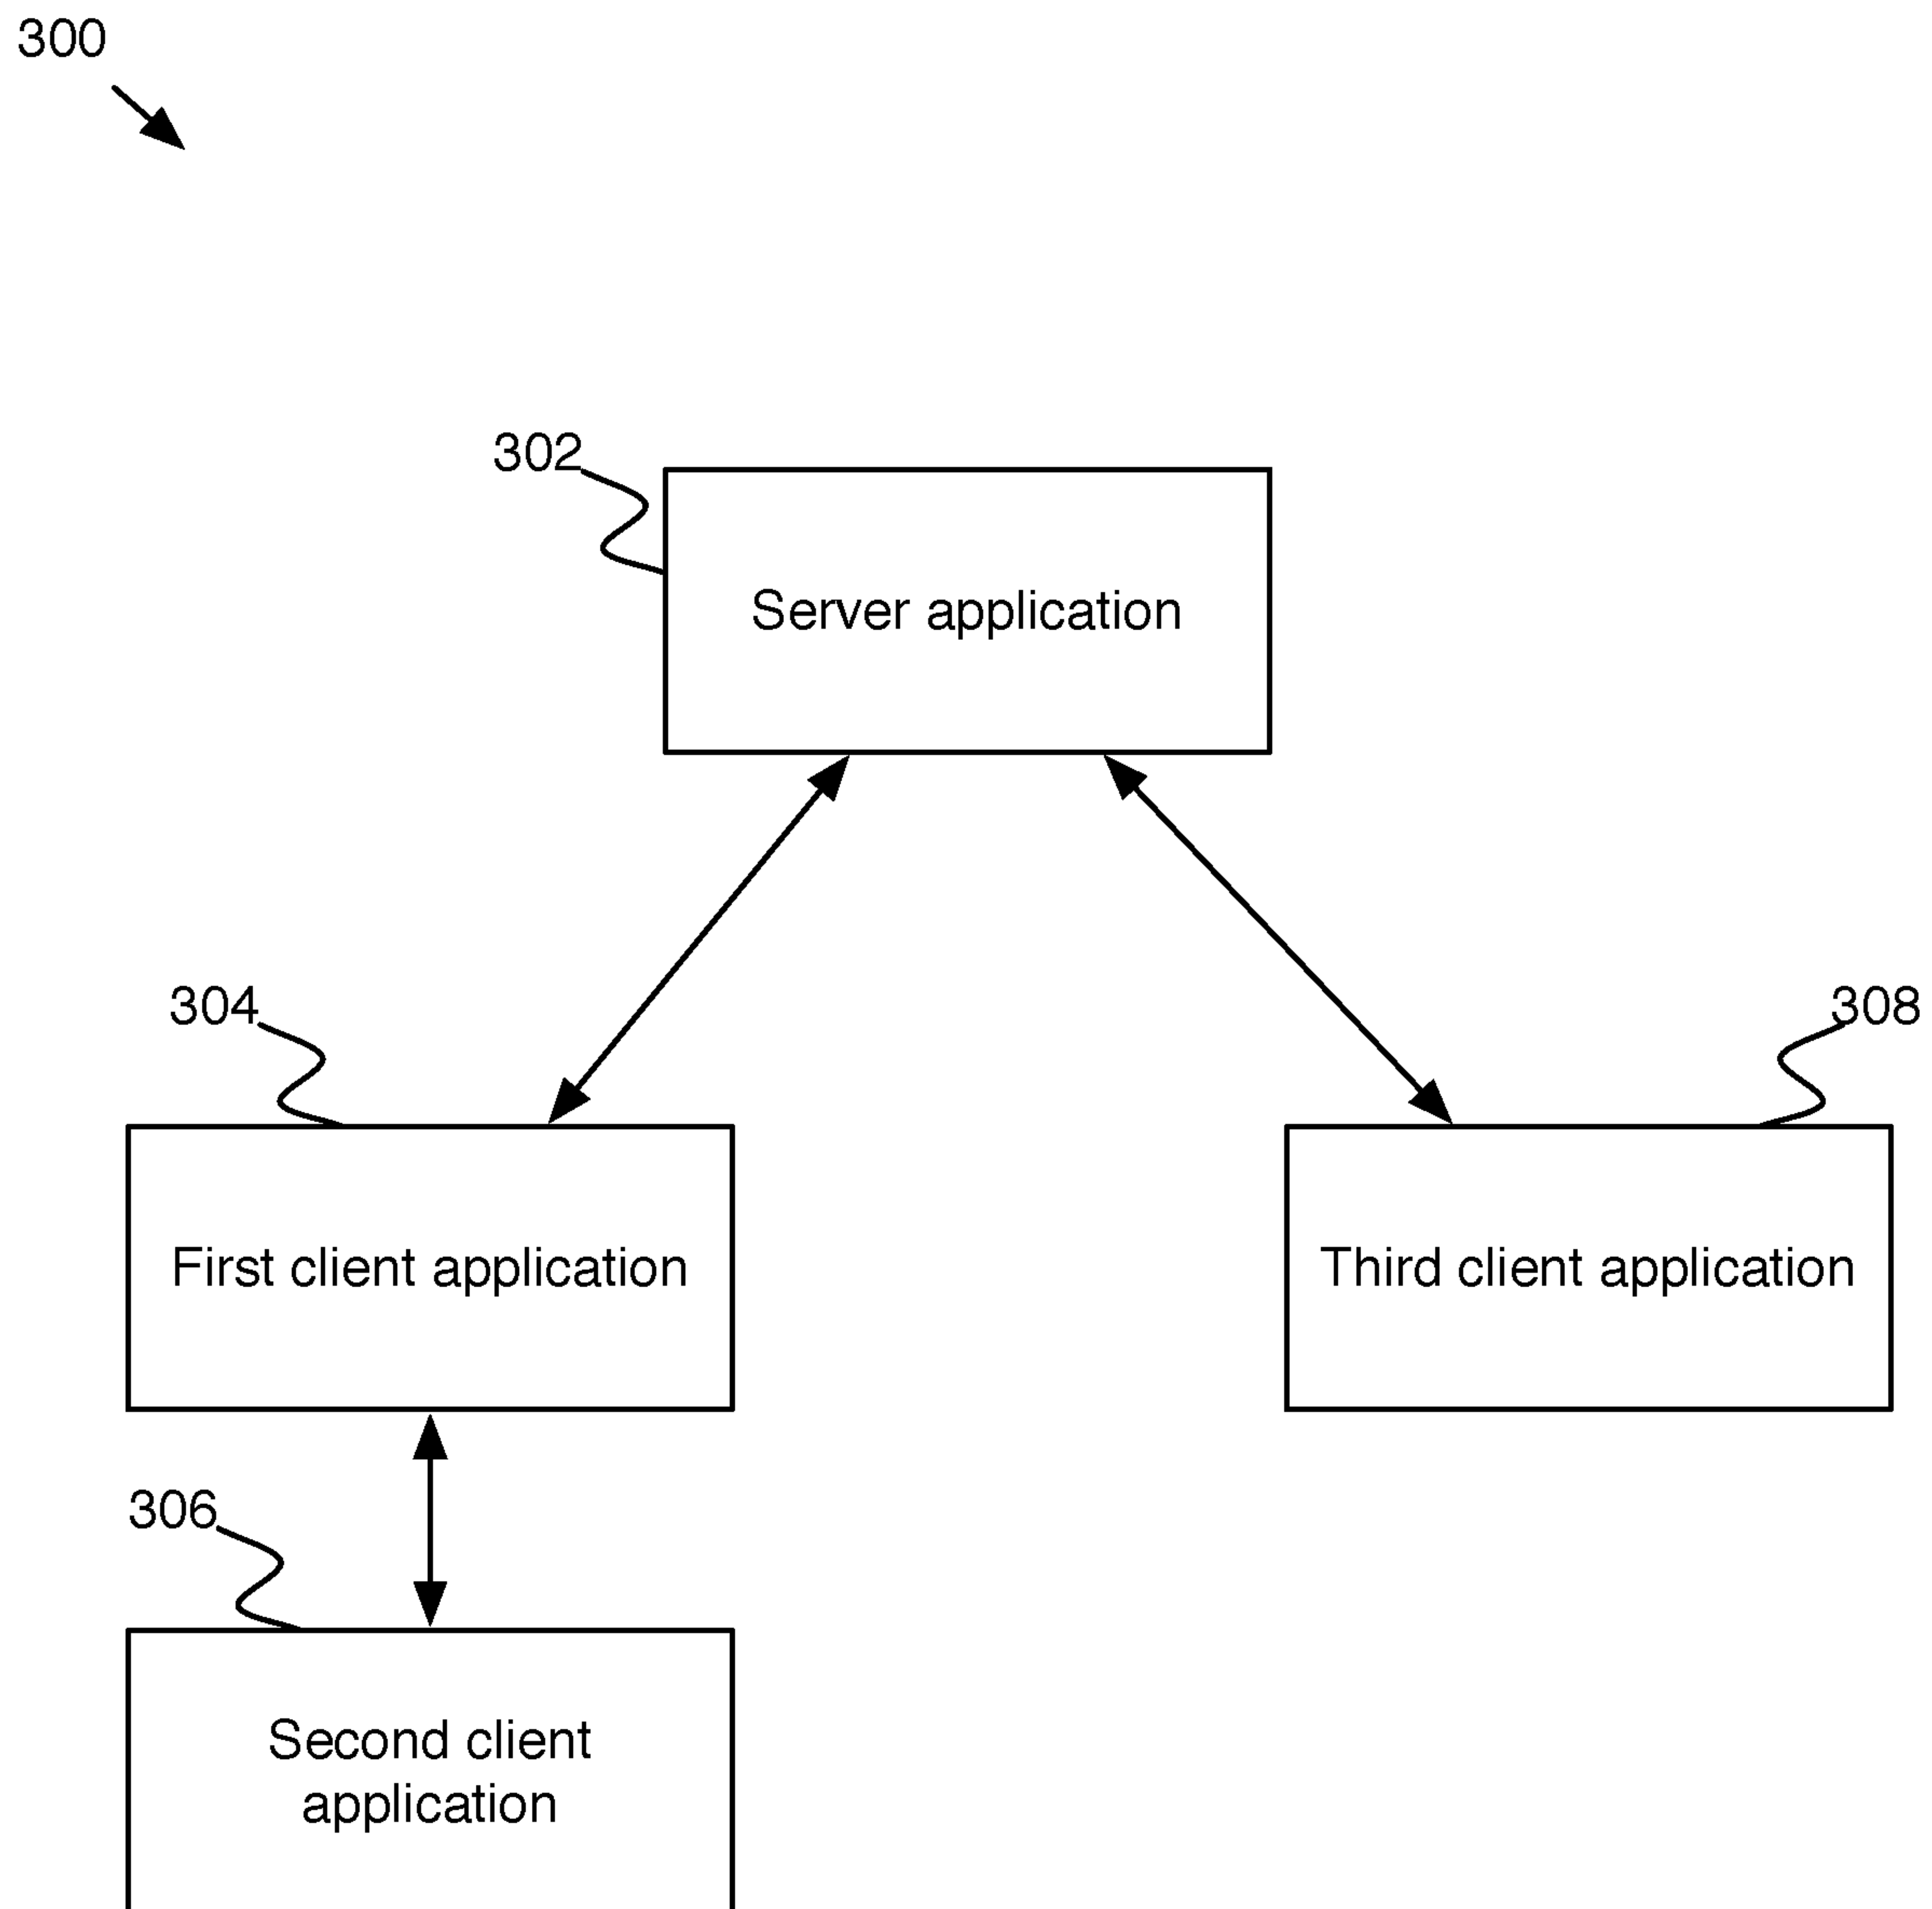 300
302
Server application
304
308
First client application
Third client application
306
Second client
application